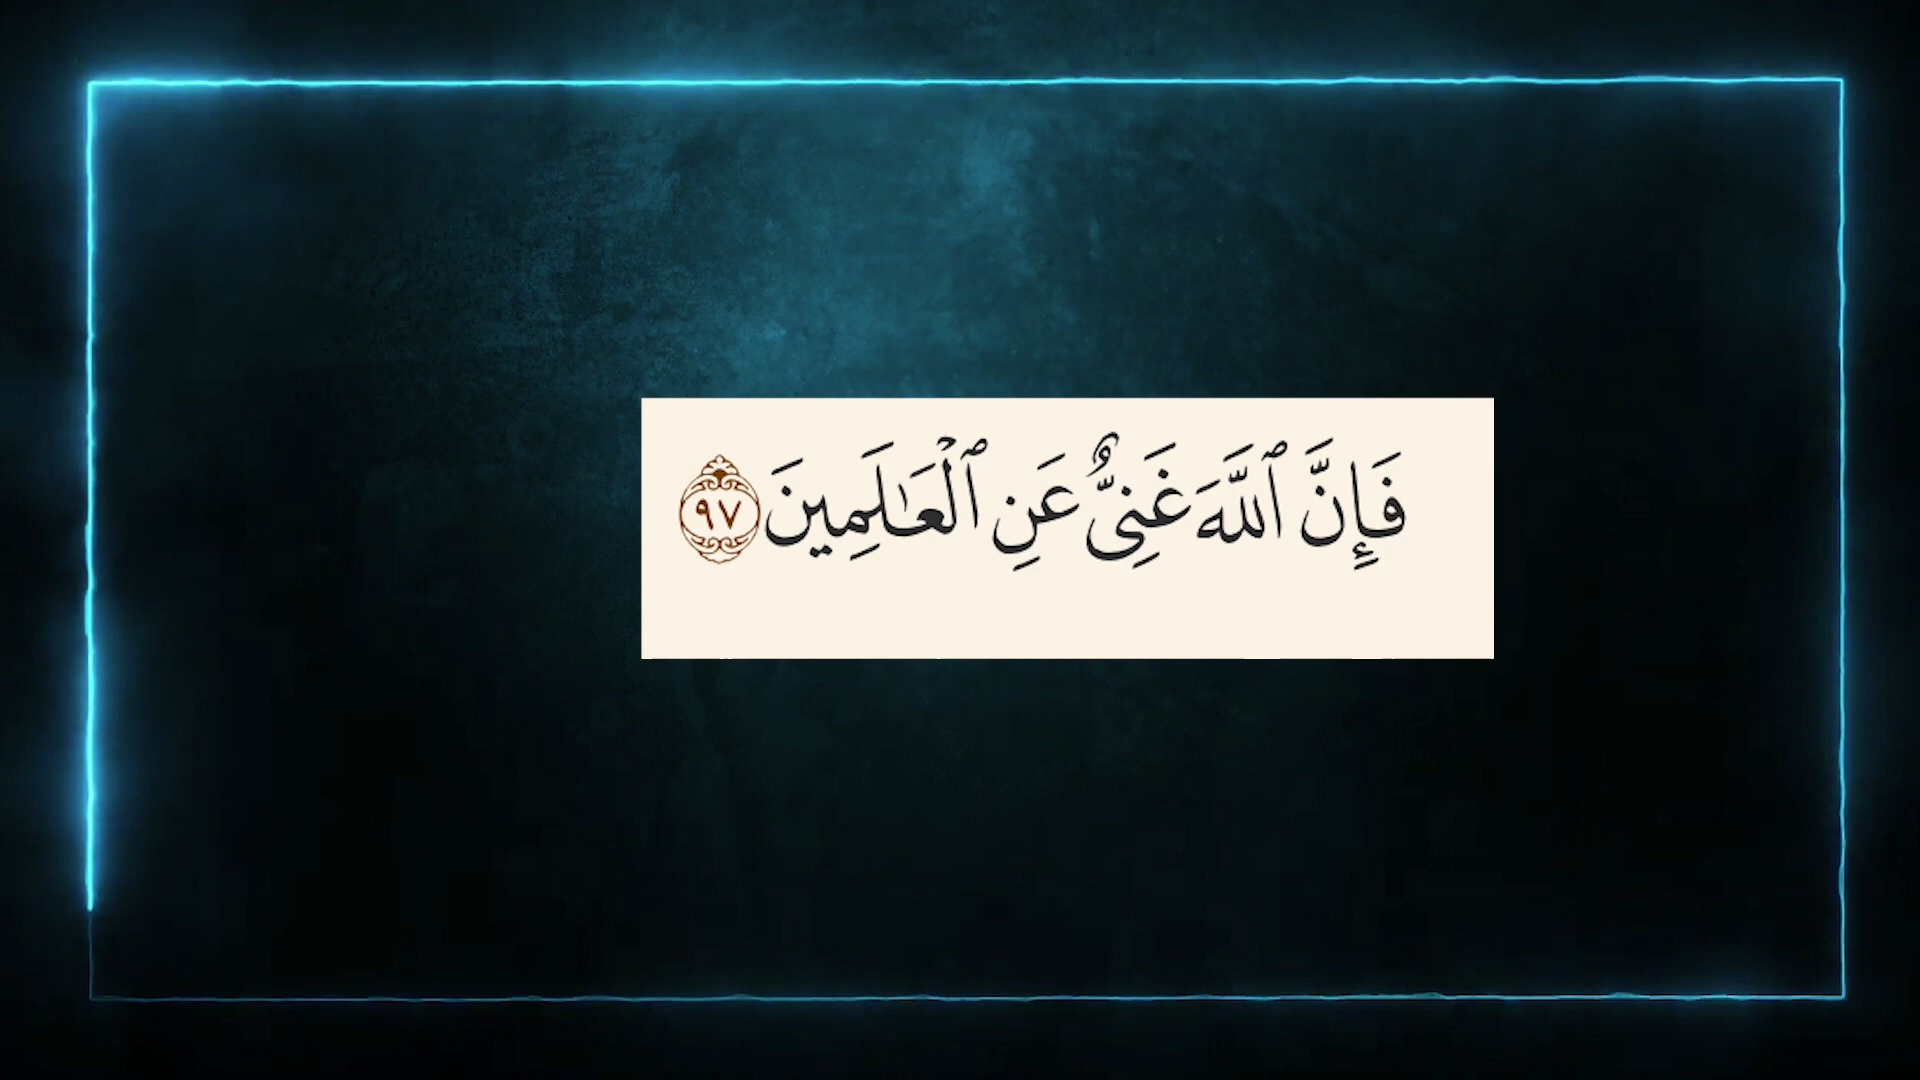 فَإِنَّ ٱللَّهَ غَنِىٌّ عَنِ ٱلْعَـٰلَمِينَ ٩٧